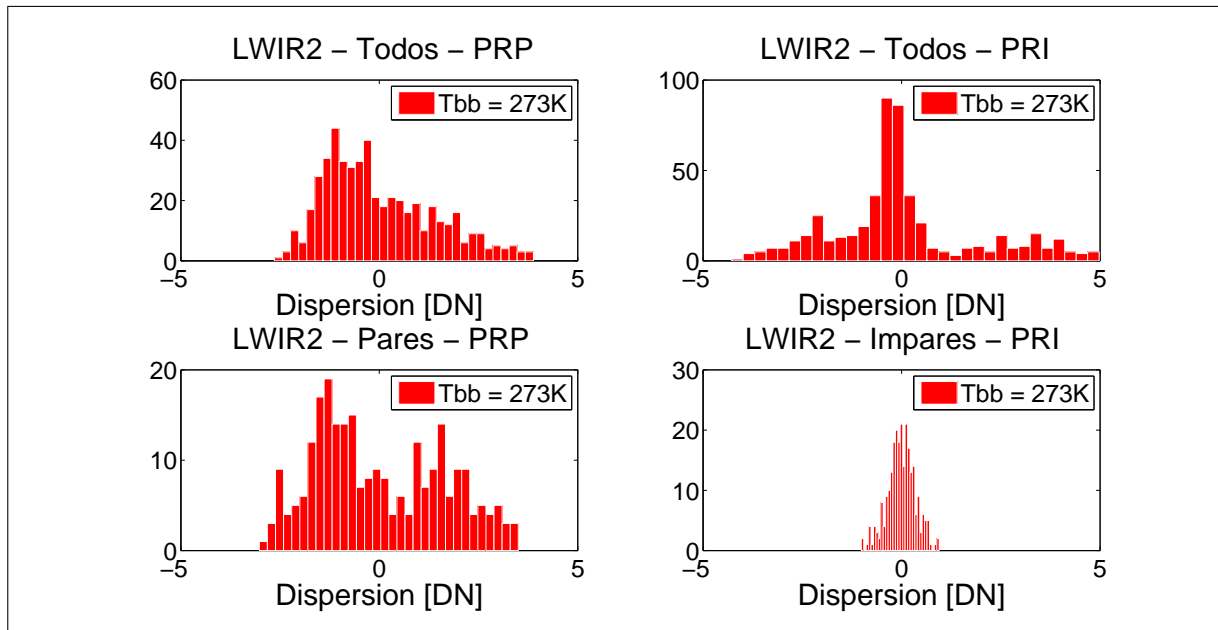 LWIR2 – Todos – PRP
60
40
20
0
−5
0
5
Tbb = 273K
Dispersion [DN]
LWIR2 – Todos – PRI
100
50
0
−5
0
5
Tbb = 273K
Dispersion [DN]
LWIR2 – Pares – PRP
20
10
0
−5
0
5
Tbb = 273K
Dispersion [DN]
LWIR2 – Impares – PRI
30
20
10
0
−5
0
5
Tbb = 273K
Dispersion [DN]